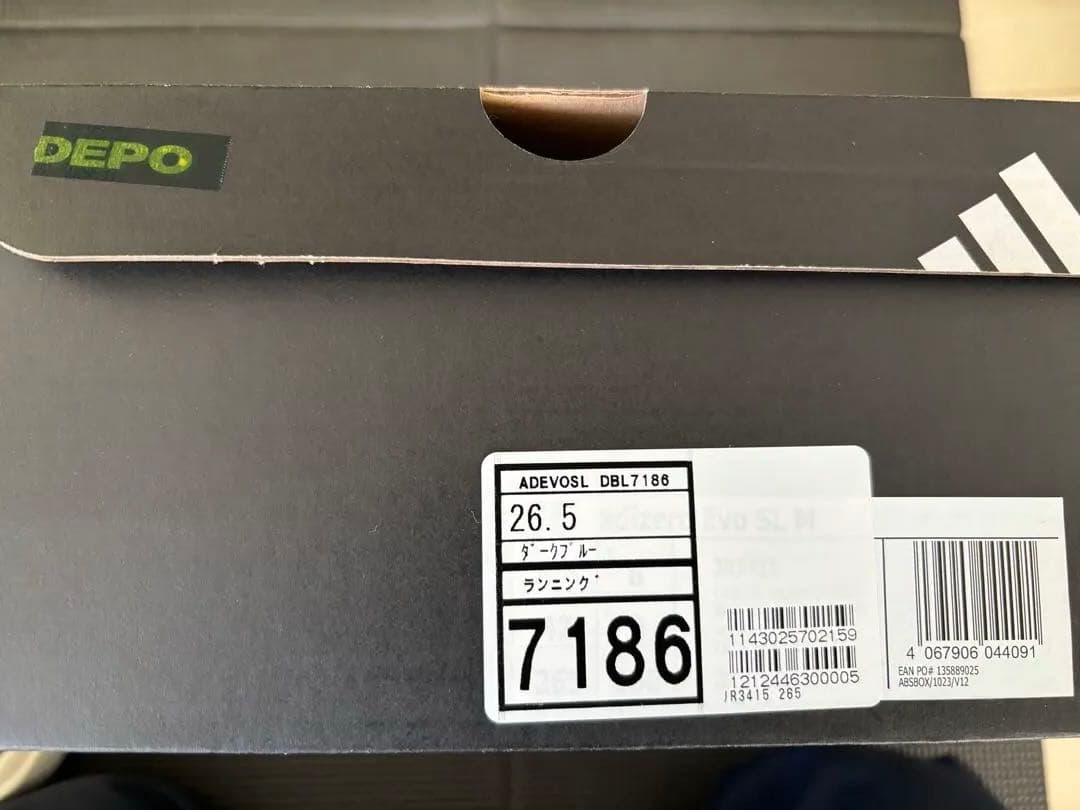 DEPO
ADEVOSL DBL7186
26.5
ダークブルー
ランニング
7186
Evo SL M
1143025702159
1212446300005
JR3415 265
4 067906 044091
EAN PO# 135889025
ABSBOX/1023/V12